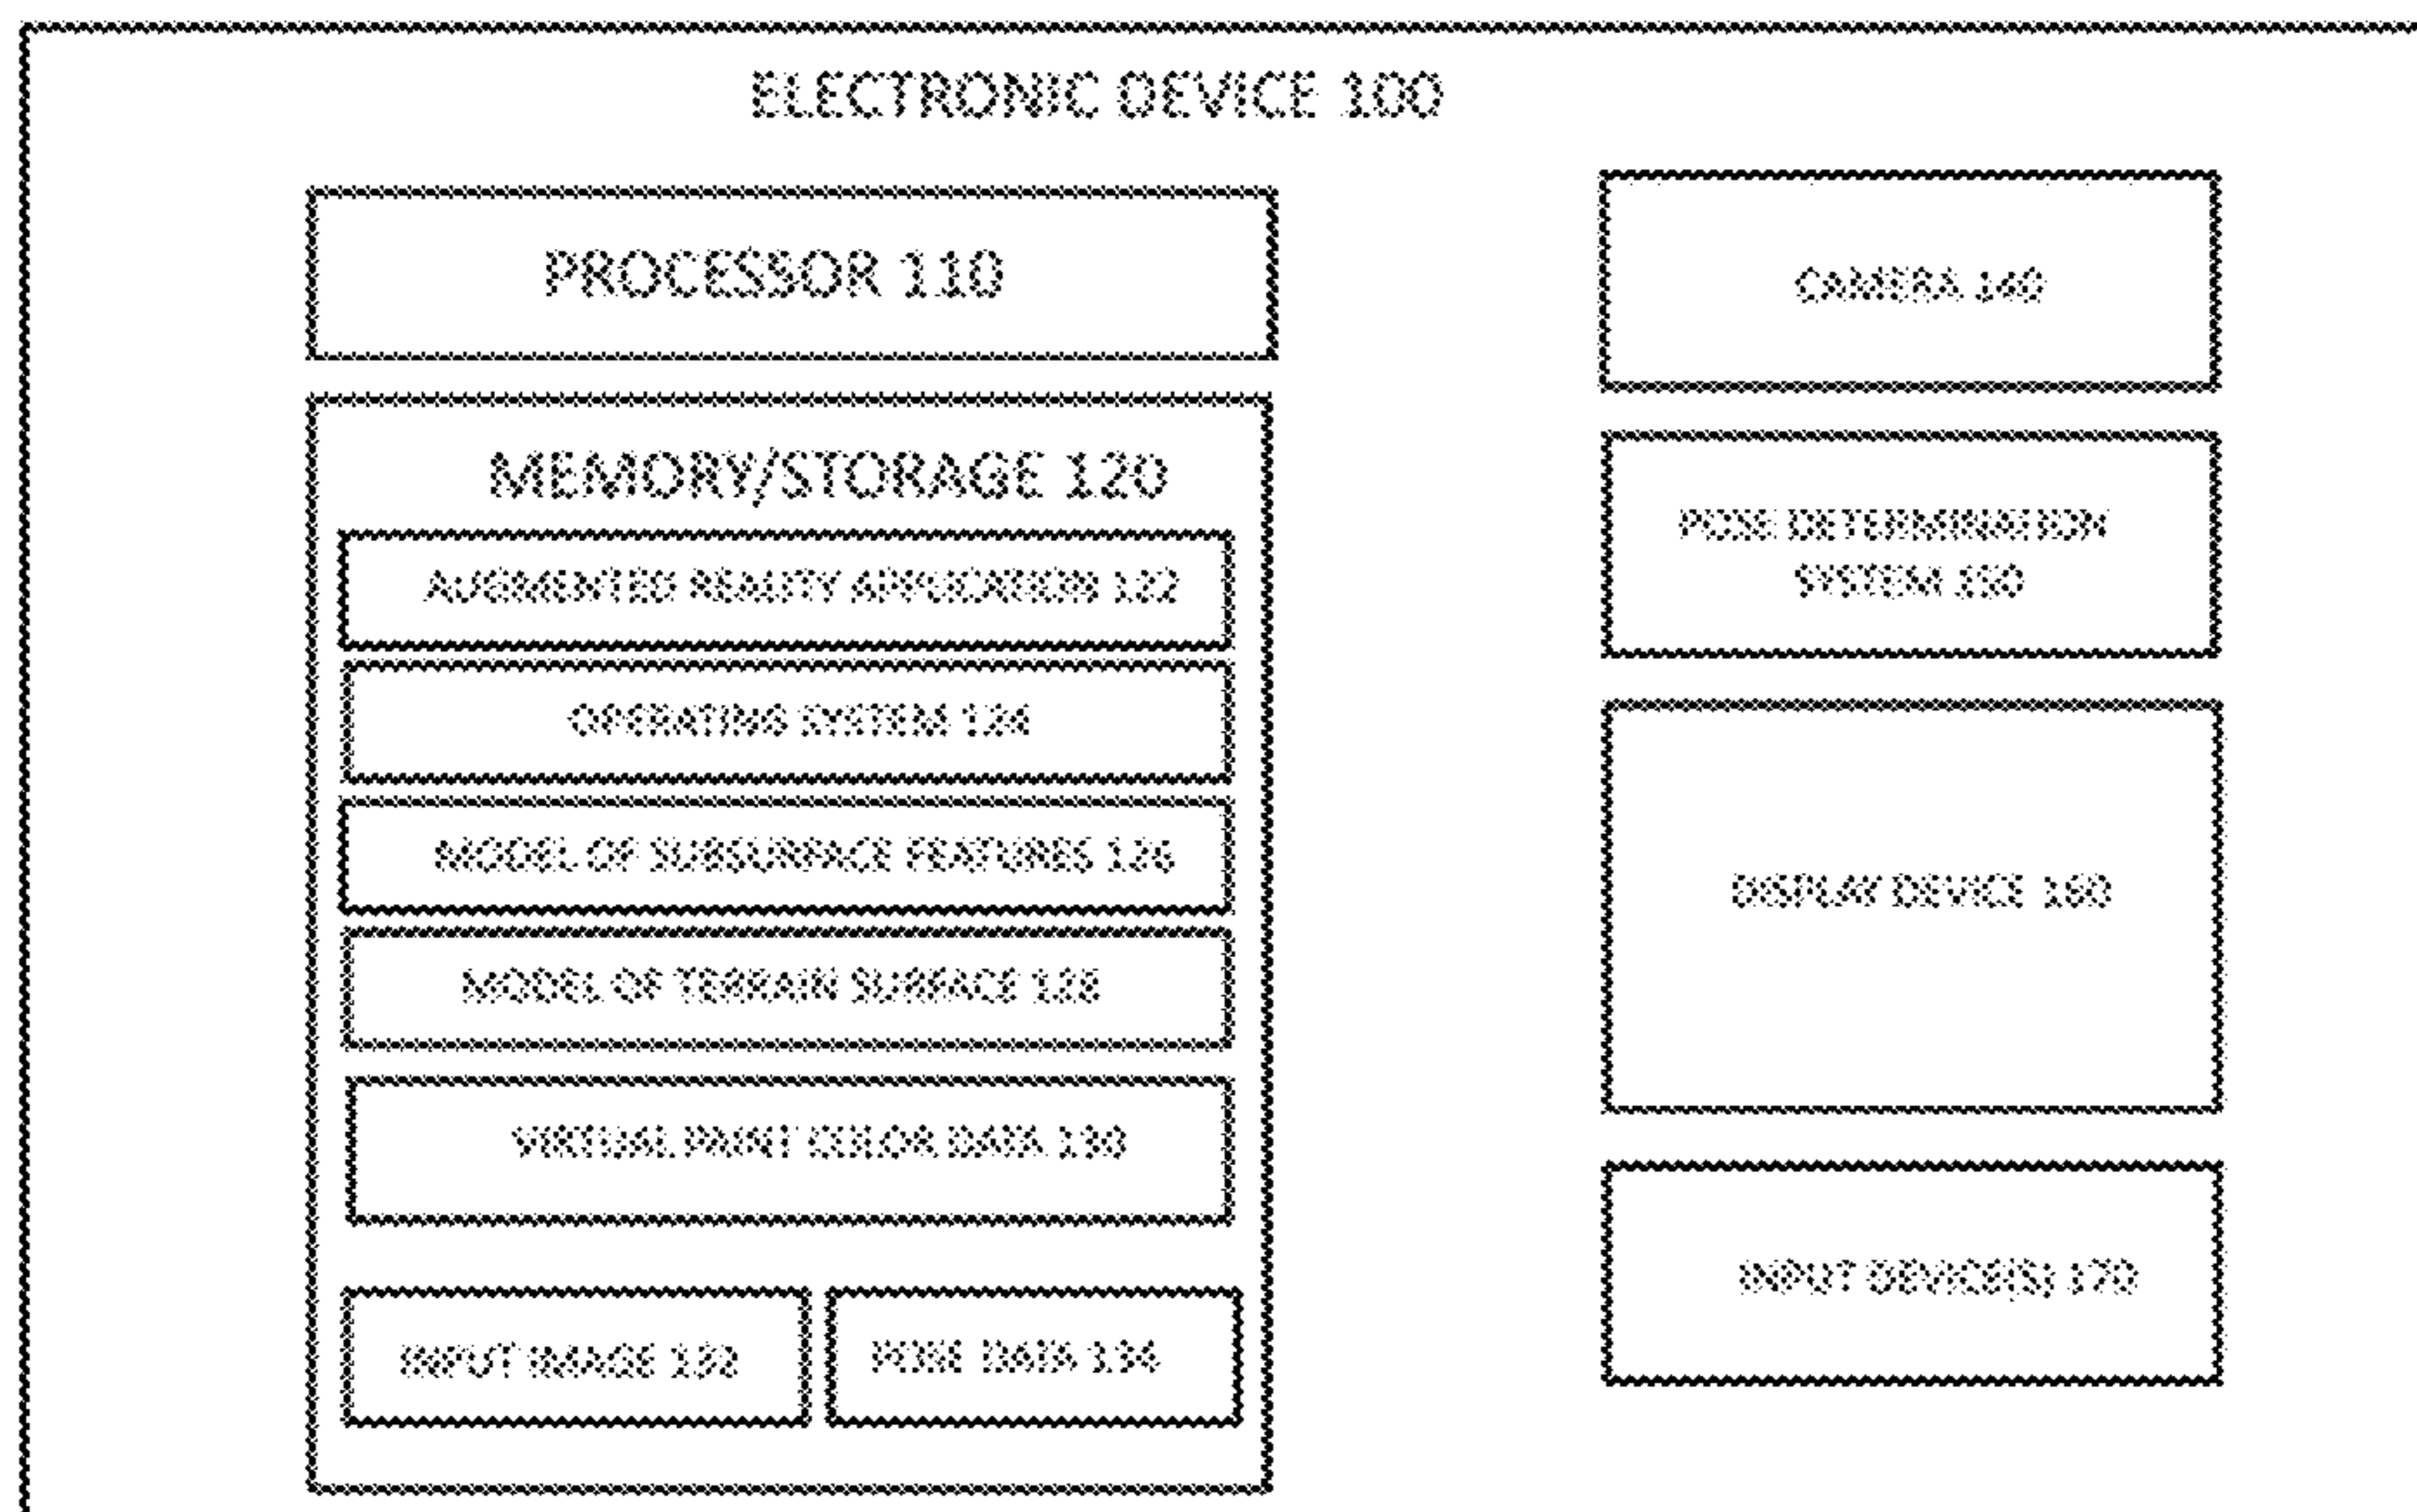 ELECTRONIC DEVICE 100
PROCESSOR 110
MEMORY/STORAGE 120
AUGMENTED REALITY APPLICATION 122
OPERATING SYSTEM 124
MODEL OF SUBSURFACE FEATURES 126
MODEL OF TERRAIN SURFACE 128
VIRTUAL PAINT COLOR DATA 130
INPUT IMAGE 132
POSE DATA 134
CAMERA 140
POSE DETERMINATION
SYSTEM 150
DISPLAY DEVICE 160
INPUT DEVICE(S) 170